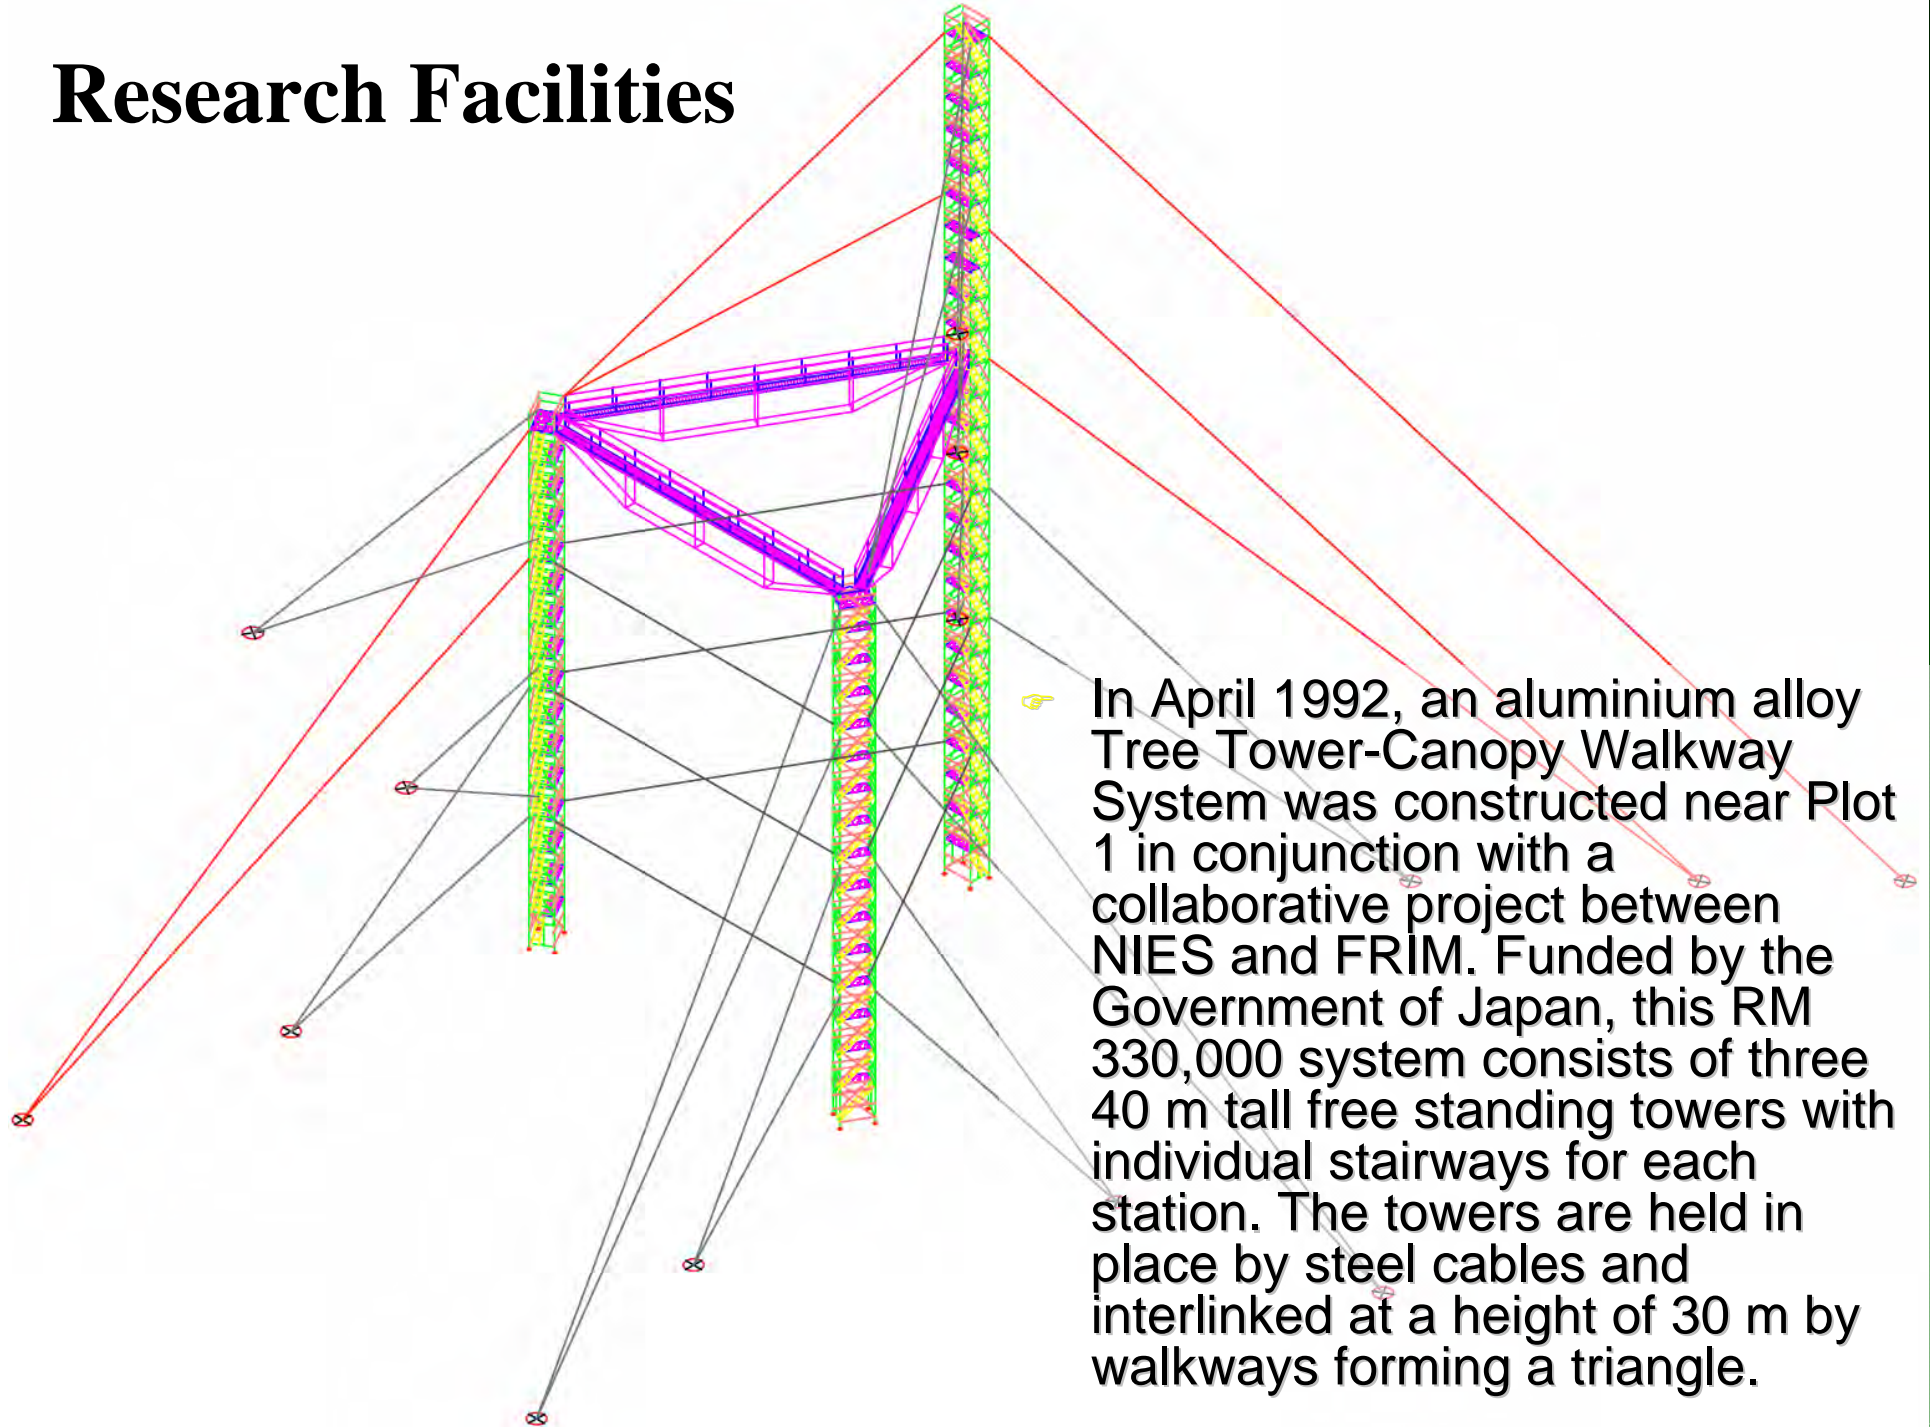 Research Facilities
☞ In April 1992, an aluminium alloy
Tree Tower-Canopy Walkway
System was constructed near Plot
1 in conjunction with a
collaborative project between
NIES and FRIM. Funded by the
Government of Japan, this RM
330,000 system consists of three
40 m tall free standing towers with
individual stairways for each
station. The towers are held in
place by steel cables and
interlinked at a height of 30 m by
walkways forming a triangle.